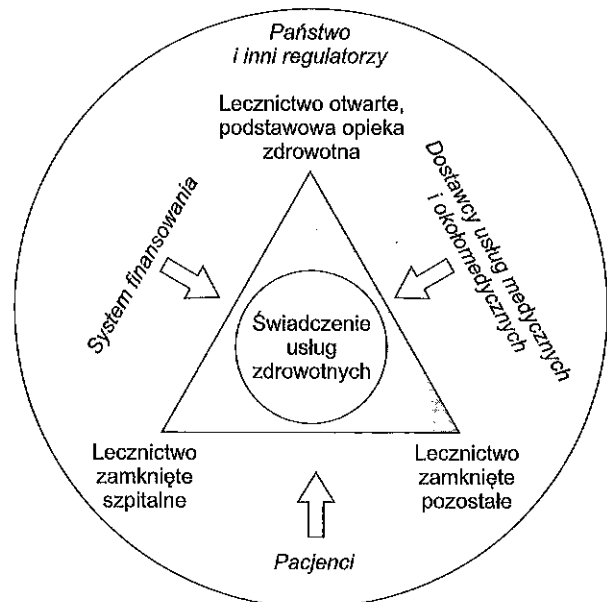 Państwo
i inni regulatorzy
Lecznictwo otwarte,
podstawowa opieka
zdrowotna
System finansowania
Dostawcy usług medycznych
i okołomedycznych
Świadczenie
usług
zdrowotnych
Lecznictwo
zamknięte
szpitalne
Lecznictwo
zamknięte
pozostałe
Pacjenci